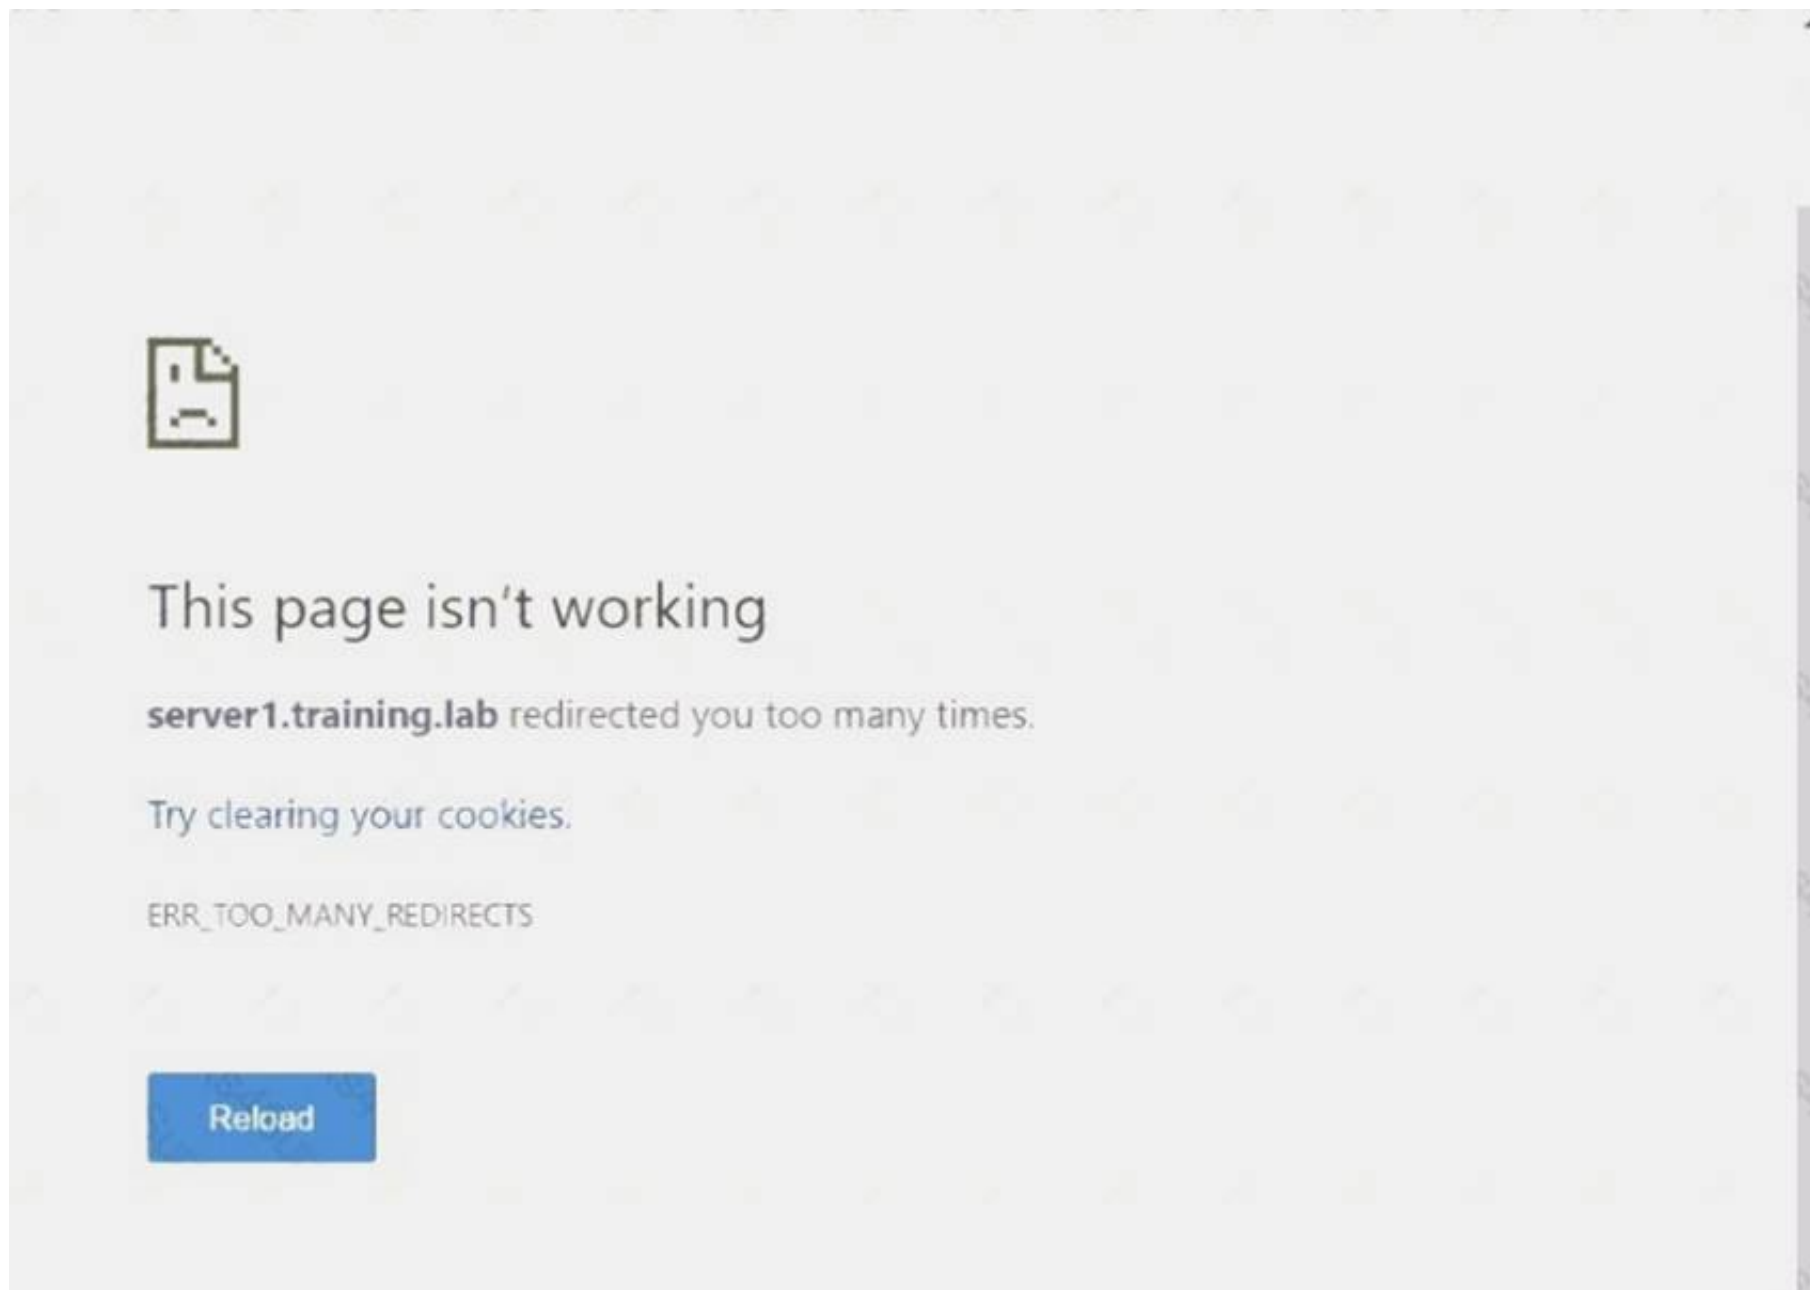 This page isn't working
server1.training.lab redirected you too many times.
Try clearing your cookies.
ERR_TOO_MANY_REDIRECTS
Reload